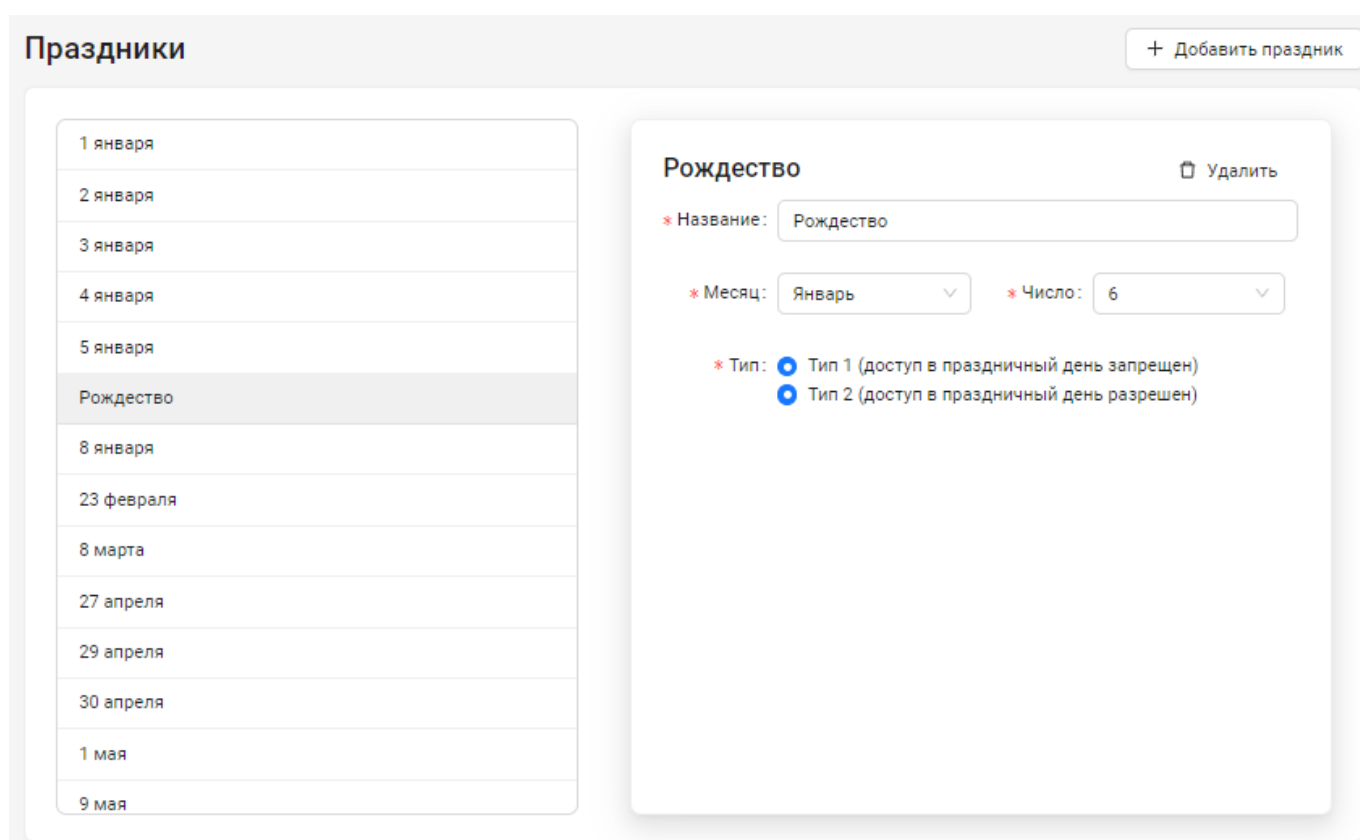 Праздники
+ Добавить праздник
1 января
2 января
3 января
4 января
5 января
Рождество
8 января
23 февраля
8 марта
27 апреля
29 апреля
30 апреля
1 мая
9 мая
Рождество
Удалить
* Название: Рождество
* Месяц: Январь * Число: 6
* Тип: Тип 1 (доступ в праздничный день запрещен)
Тип 2 (доступ в праздничный день разрешен)